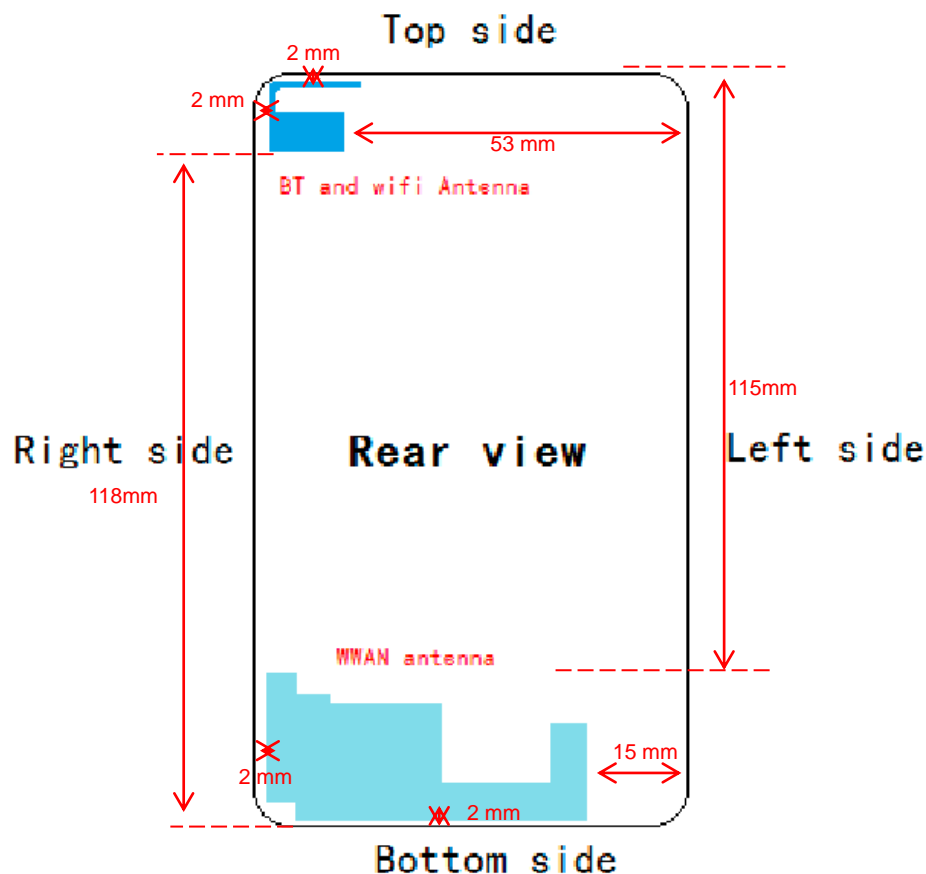 Top side
2 mm
2 mm
53 mm
BT and wifi Antenna
115mm
Right side
Rear view
Left side
118mm
WWAN antenna
15 mm
2 mm
2 mm
Bottom side